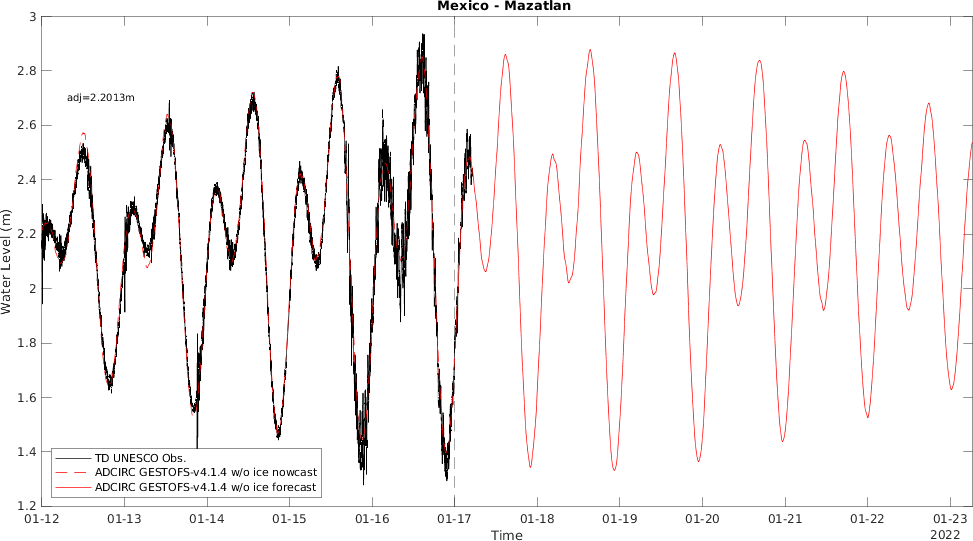 Mexico - Mazatlan
3
2.8
2.6
2.4
2.2
2
1.8
1.6
1.4
1.2
Water Level (m)
adj=2.2013m
TD UNESCO Obs.
ADCIRC GESTOFS-v4.1.4 w/o ice nowcast
ADCIRC GESTOFS-v4.1.4 w/o ice forecast
01-12 01-13 01-14 01-15 01-16 01-17 01-18 01-19 01-20 01-21 01-22 01-23
Time
2022